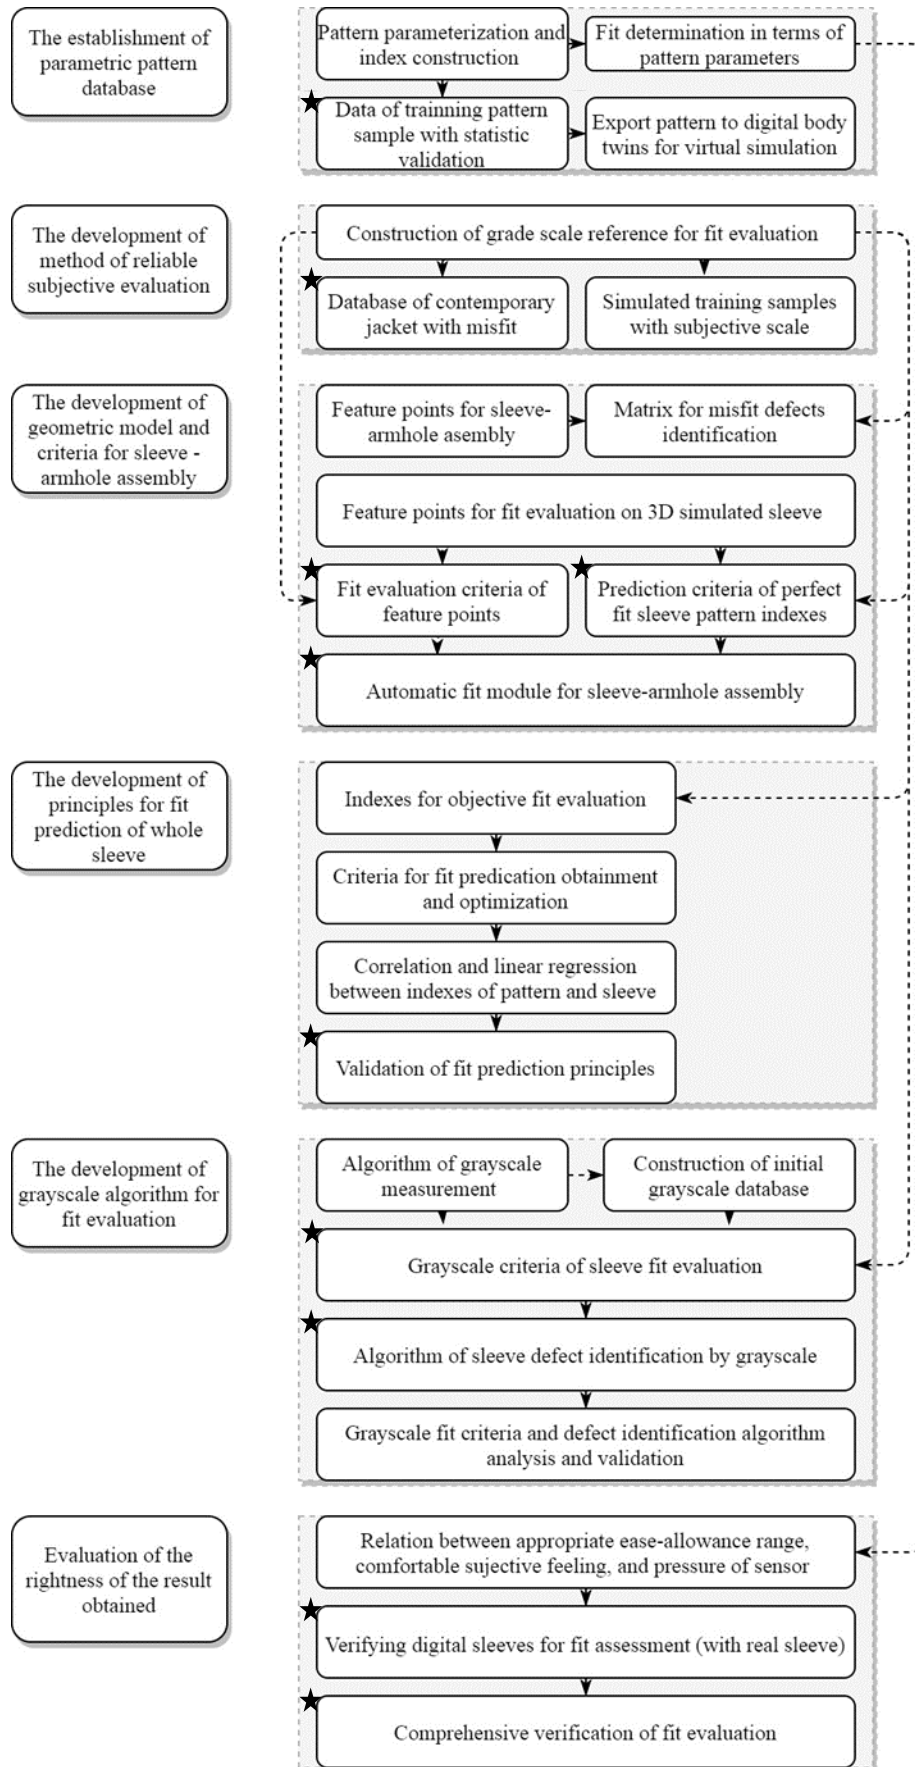 The establishment of
parametric pattern
database
Pattern parameterization and
index construction
Fit determination in terms of
pattern parameters
Data of trainning pattern
sample with statistic
validation
Export pattern to digital body
twins for virtual simulation
The development of
method of reliable
subjective evaluation
Construction of grade scale reference for fit evaluation
Database of contemporary
jacket with misfit
Simulated training samples
with subjective scale
The development of
geometric model and
criteria for sleeve -
armhole assembly
Feature points for sleeve-
armhole asembly
Matrix for misfit defects
identification
Feature points for fit evaluation on 3D simulated sleeve
Fit evaluation criteria of
feature points
Prediction criteria of perfect
fit sleeve pattern indexes
Automatic fit module for sleeve-armhole assembly
The development of
principles for fit
prediction of whole
sleeve
Indexes for objective fit evaluation
Criteria for fit predication obtainment
and optimization
Correlation and linear regression
between indexes of pattern and sleeve
Validation of fit prediction principles
The development of
grayscale algorithm for
fit evaluation
Algorithm of grayscale
measurement
Construction of initial
grayscale database
Grayscale criteria of sleeve fit evaluation
Algorithm of sleeve defect identification by grayscale
Grayscale fit criteria and defect identification algorithm
analysis and validation
Evaluation of the
rightness of the result
obtained
Relation between appropriate ease-allowance range,
comfortable sujective feeling, and pressure of sensor
Verifying digital sleeves for fit assessment (with real sleeve)
Comprehensive verification of fit evaluation